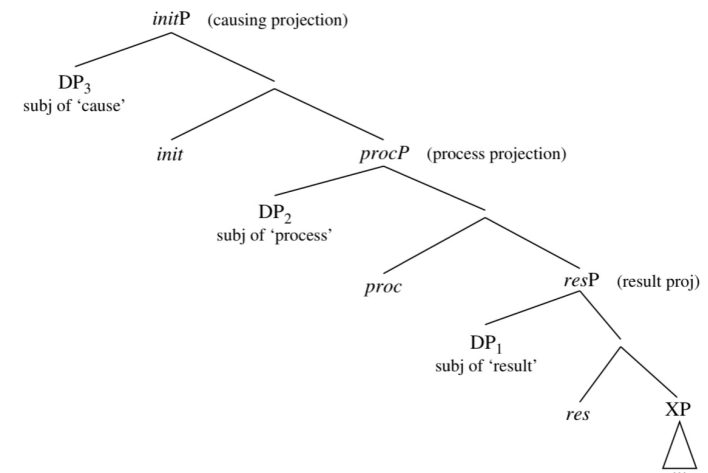 initP (causing projection)
DP3
subj of ‘cause’
init
procP (process projection)
DP2
subj of ‘process’
proc
resP (result proj)
DP1
subj of ‘result’
res
XP
...